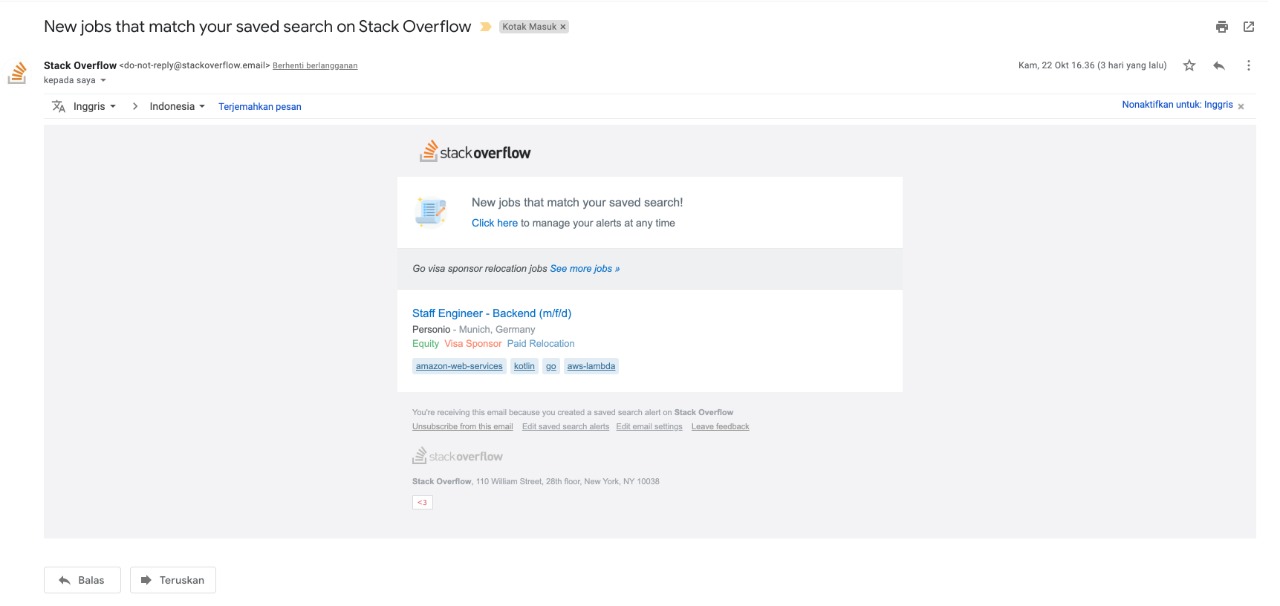 New jobs that match your saved search on Stack Overflow Kotak Masuk ×
Stack Overflow <do-not-reply@stackoverflow.email> Berhenti berlangganan Kam, 22 Okt 16.36 (3 hari yang lalu)
kepada saya
Inggris > Indonesia Terjemahkan pesan Nonaktifkan untuk: Inggris ×
stackoverflow
New jobs that match your saved search!
Click here to manage your alerts at any time
Go visa sponsor relocation jobs See more jobs »
Staff Engineer - Backend (m/f/d)
Personio - Munich, Germany
Equity Visa Sponsor Paid Relocation
amazon-web-services kotlin go aws-lambda
You're receiving this email because you created a saved search alert on Stack Overflow
Unsubscribe from this email Edit saved search alerts Edit email settings Leave feedback
stackoverflow
Stack Overflow, 110 William Street, 28th floor, New York, NY 10038
<3
Balas Teruskan